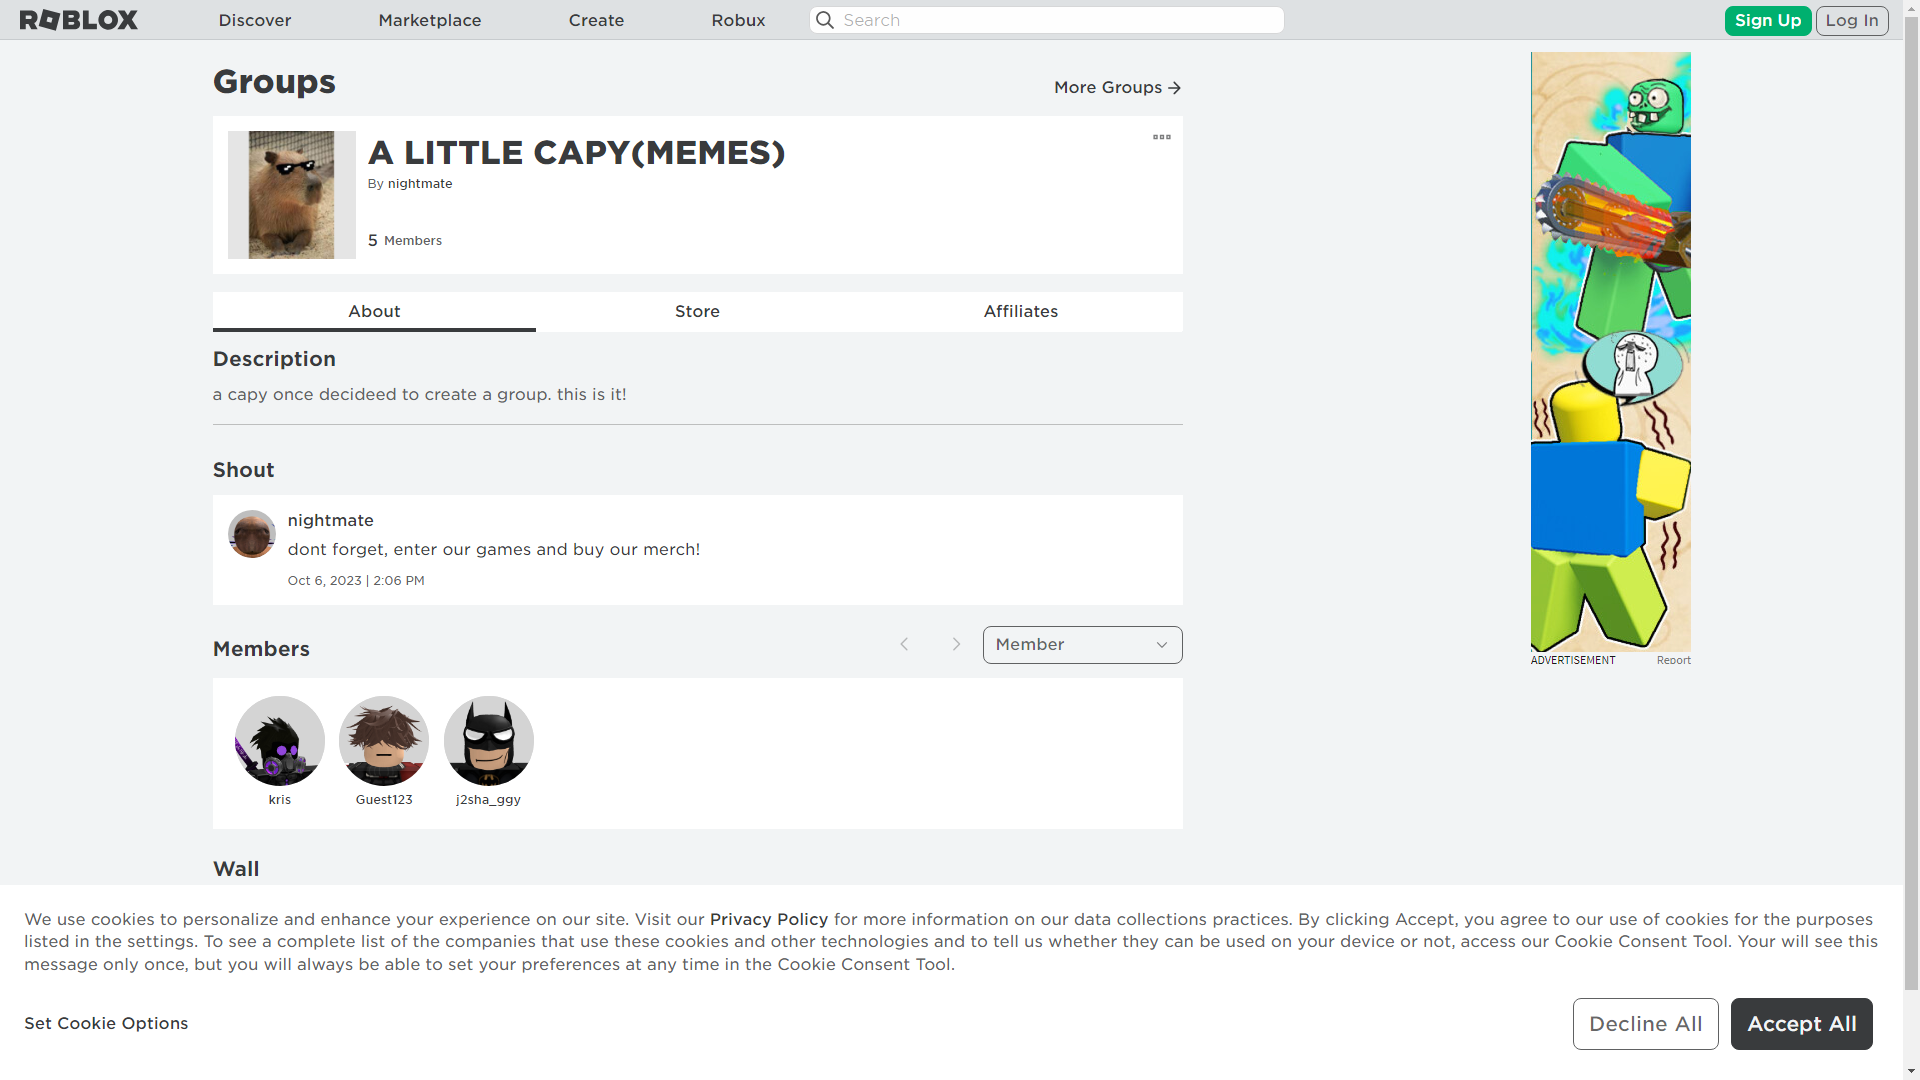 ROBLOX Discover Marketplace Create Robux Search Sign Up Log In
Groups
More Groups
A LITTLE CAPY(MEMES)
By nightmate
5 Members
About Store Affiliates
Description
a capy once decideed to create a group. this is it!
Shout
nightmate
dont forget, enter our games and buy our merch!
Oct 6, 2023 | 2:06 PM
Members
Member
kris Guest123 j2sha_ggy
Wall
ADVERTISEMENT Report
We use cookies to personalize and enhance your experience on our site. Visit our Privacy Policy for more information on our data collections practices. By clicking Accept, you agree to our use of cookies for the purposes
listed in the settings. To see a complete list of the companies that use these cookies and other technologies and to tell us whether they can be used on your device or not, access our Cookie Consent Tool. Your will see this
message only once, but you will always be able to set your preferences at any time in the Cookie Consent Tool.
Set Cookie Options
Decline All Accept All